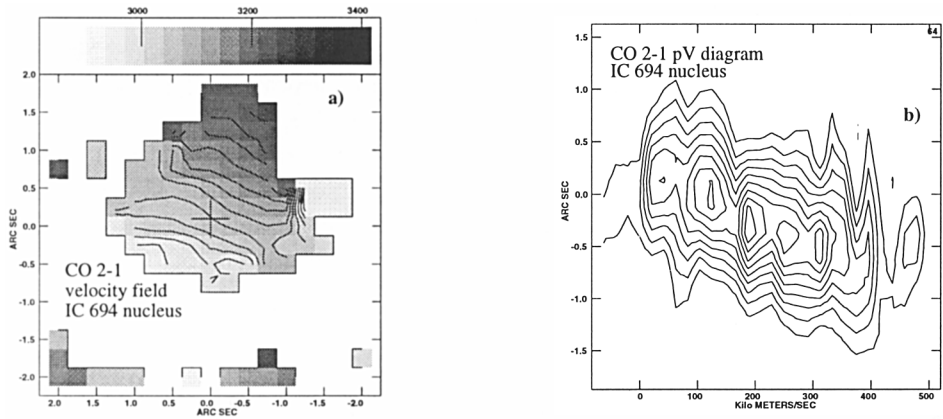 3000 3200 3400
a)
2.0
1.5
1.0
0.5
0.0
-0.5
-1.0
-1.5
-2.0
ARC SEC
CO 2-1
velocity field
IC 694 nucleus
2.0 1.5 1.0 0.5 0.0 -0.5 -1.0 -1.5 -2.0
ARC SEC
64
CO 2-1 pV diagram
IC 694 nucleus
b)
1.5
1.0
0.5
0.0
-0.5
-1.0
-1.5
ARC SEC
0 100 200 300 400 500
Kilo METERS/SEC